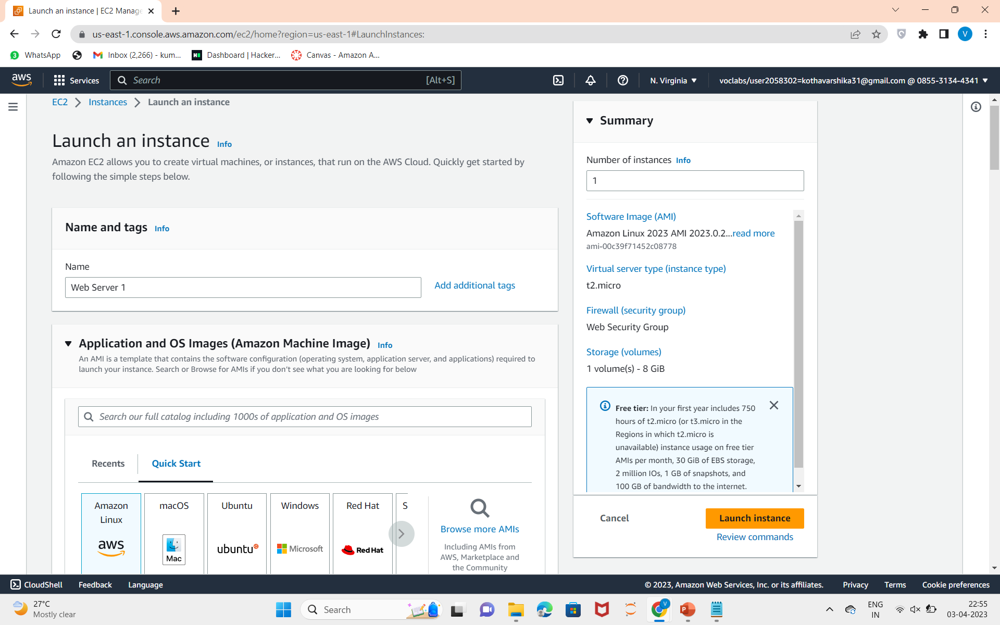 Launch an instance | EC2 Manage
us-east-1.console.aws.amazon.com/ec2/home?region=us-east-1#LaunchInstances:
V
3 WhatsApp
Inbox (2,266) - kum...
Dashboard | Hacker...
Canvas - Amazon A...
aws
Services
Search
[Alt+S]
N. Virginia
voclabs/user2058302=kothavarshika31@gmail.com @ 0855-3134-4341
EC2
Instances
Launch an instance
Launch an instance Info
Amazon EC2 allows you to create virtual machines, or instances, that run on the AWS Cloud. Quickly get started by
following the simple steps below.
Name and tags Info
Name
Web Server 1
Add additional tags
Application and OS Images (Amazon Machine Image) Info
An AMI is a template that contains the software configuration (operating system, application server, and applications) required to
launch your instance. Search or Browse for AMIs if you don't see what you are looking for below
Search our full catalog including 1000s of application and OS images
Recents
Quick Start
Amazon
Linux
aws
macOS
Mac
Ubuntu
ubuntu
Windows
Microsoft
Red Hat
Red Hat
S
Browse more AMIs
Including AMIs from
AWS, Marketplace and
the Community
Summary
Number of instances Info
1
Software Image (AMI)
Amazon Linux 2023 AMI 2023.0.2...read more
ami-00c39f71452c08778
Virtual server type (instance type)
t2.micro
Firewall (security group)
Web Security Group
Storage (volumes)
1 volume(s) - 8 GiB
Free tier: In your first year includes 750
hours of t2.micro (or t3.micro in the
Regions in which t2.micro is
unavailable) instance usage on free tier
AMIs per month, 30 GiB of EBS storage,
2 million IOs, 1 GB of snapshots, and
100 GB of bandwidth to the internet.
Cancel
Launch instance
Review commands
CloudShell
Feedback
Language
© 2023, Amazon Web Services, Inc. or its affiliates.
Privacy
Terms
Cookie preferences
27°C
Mostly clear
Search
V
P
ENG
IN
22:55
03-04-2023